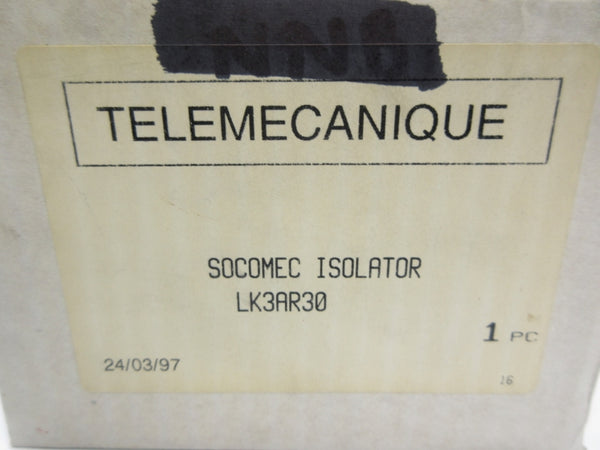 TELEMECANIQUE
SOCOMEC ISOLATOR
LK3AR30
1 PC
24/03/97
16